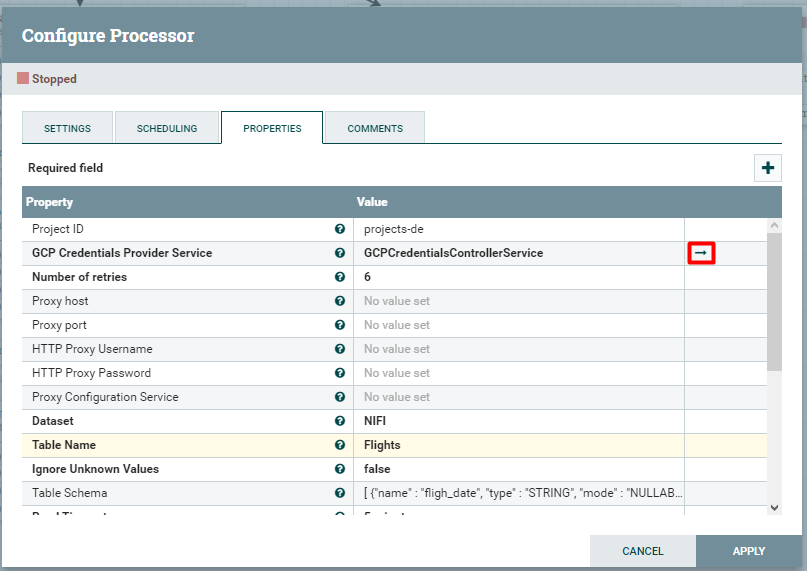 Configure Processor
Stopped
SETTINGS SCHEDULING PROPERTIES COMMENTS
Required field
Property Value
Project ID projects-de
GCP Credentials Provider Service GCPCredentialsControllerService
Number of retries 6
Proxy host No value set
Proxy port No value set
HTTP Proxy Username No value set
HTTP Proxy Password No value set
Proxy Configuration Service No value set
Dataset NIFI
Table Name Flights
Ignore Unknown Values false
Table Schema [ {"name" : "fligh_date", "type" : "STRING", "mode" : "NULLAB...
CANCEL APPLY